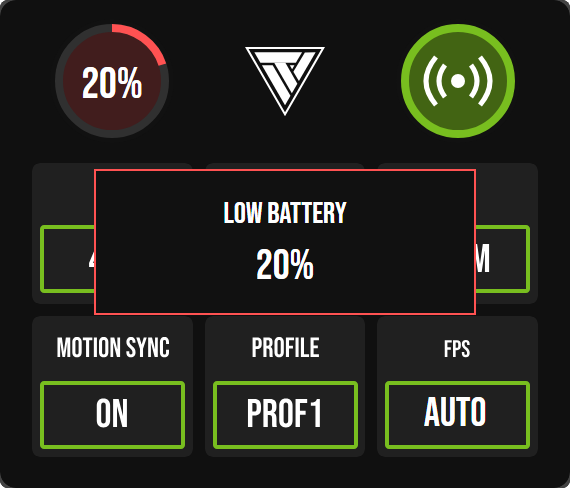 20%
LOW BATTERY
20%
MOTION SYNC
PROFILE
FPS
ON
PROF1
AUTO